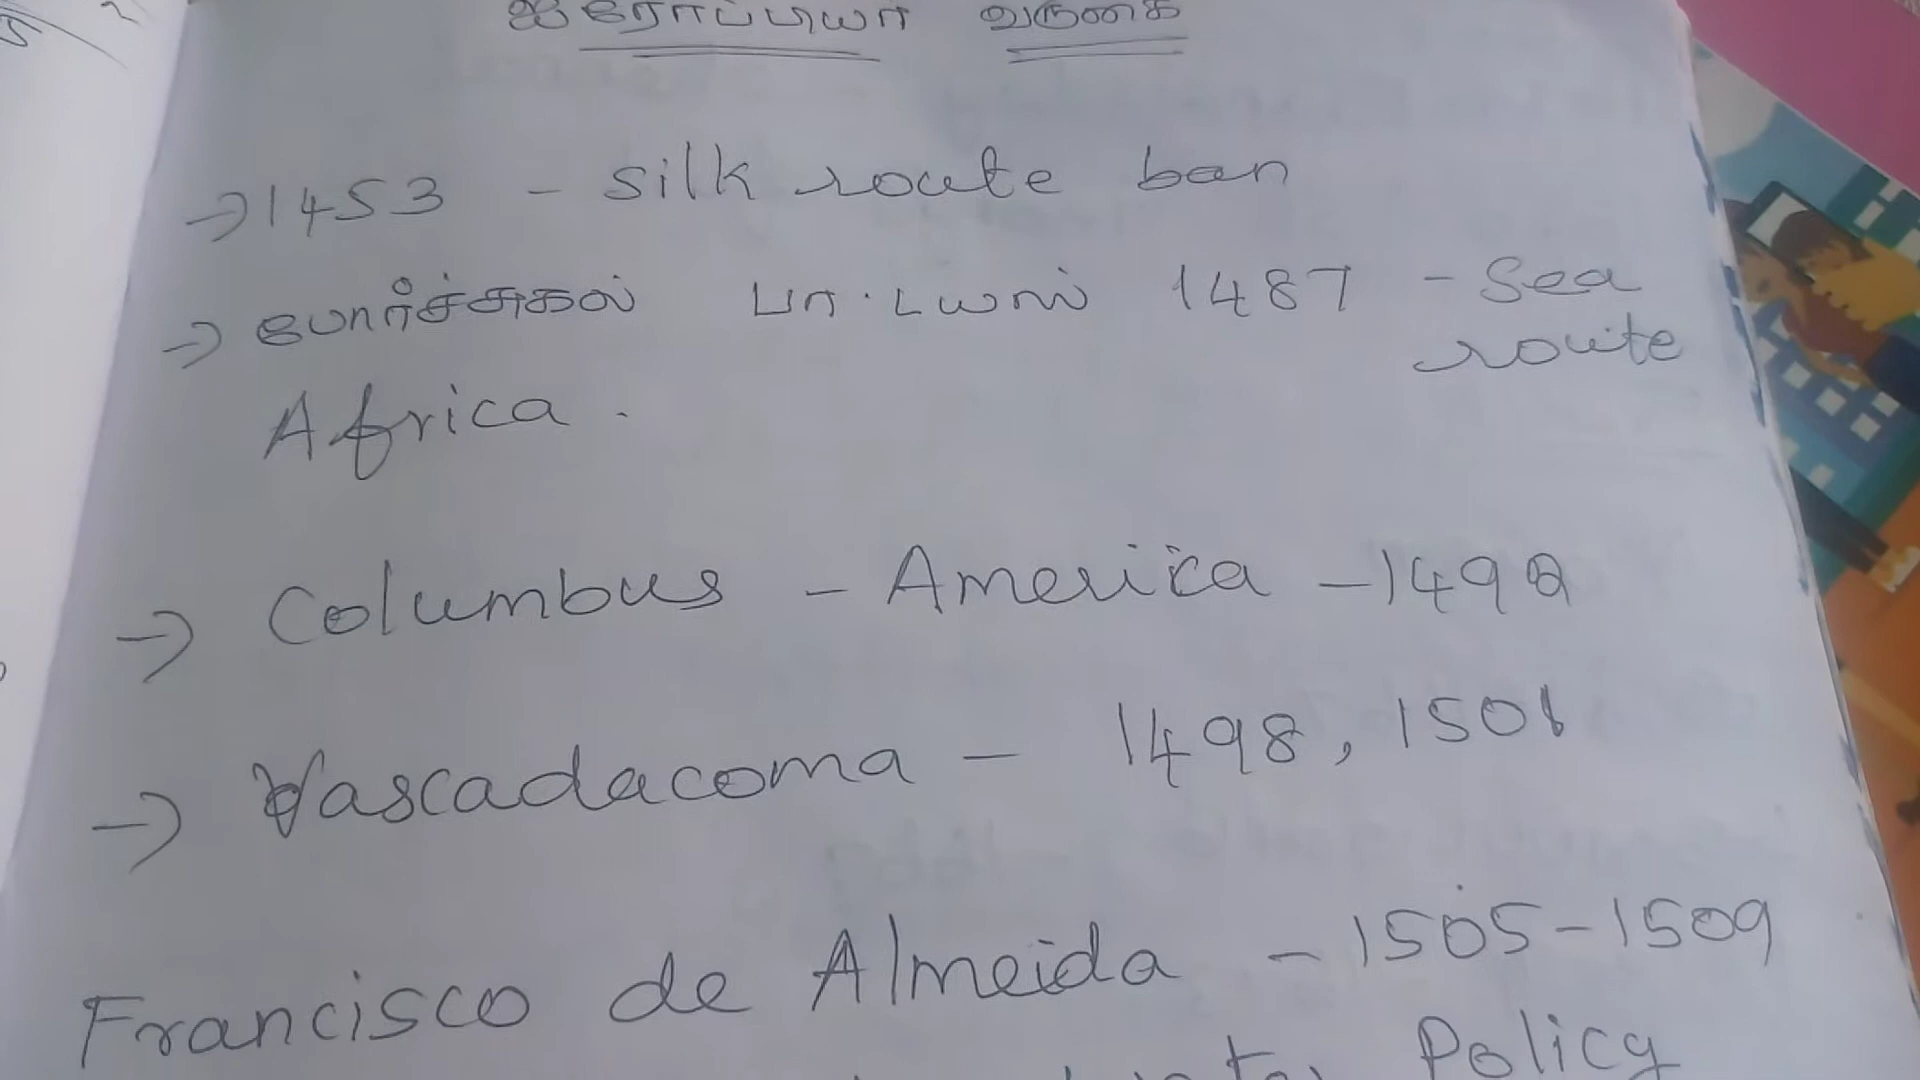 ஐரோப்பியர் வருகை
→ 1453 - silk route ban
→ போர்ச்சுகல் பா.டயஸ் 1487 - Sea
route
Africa.
→ Columbus - America - 1492
→ Vascadacoma - 1498, 1501
Francisco de Almeida - 1505-1509
Policy